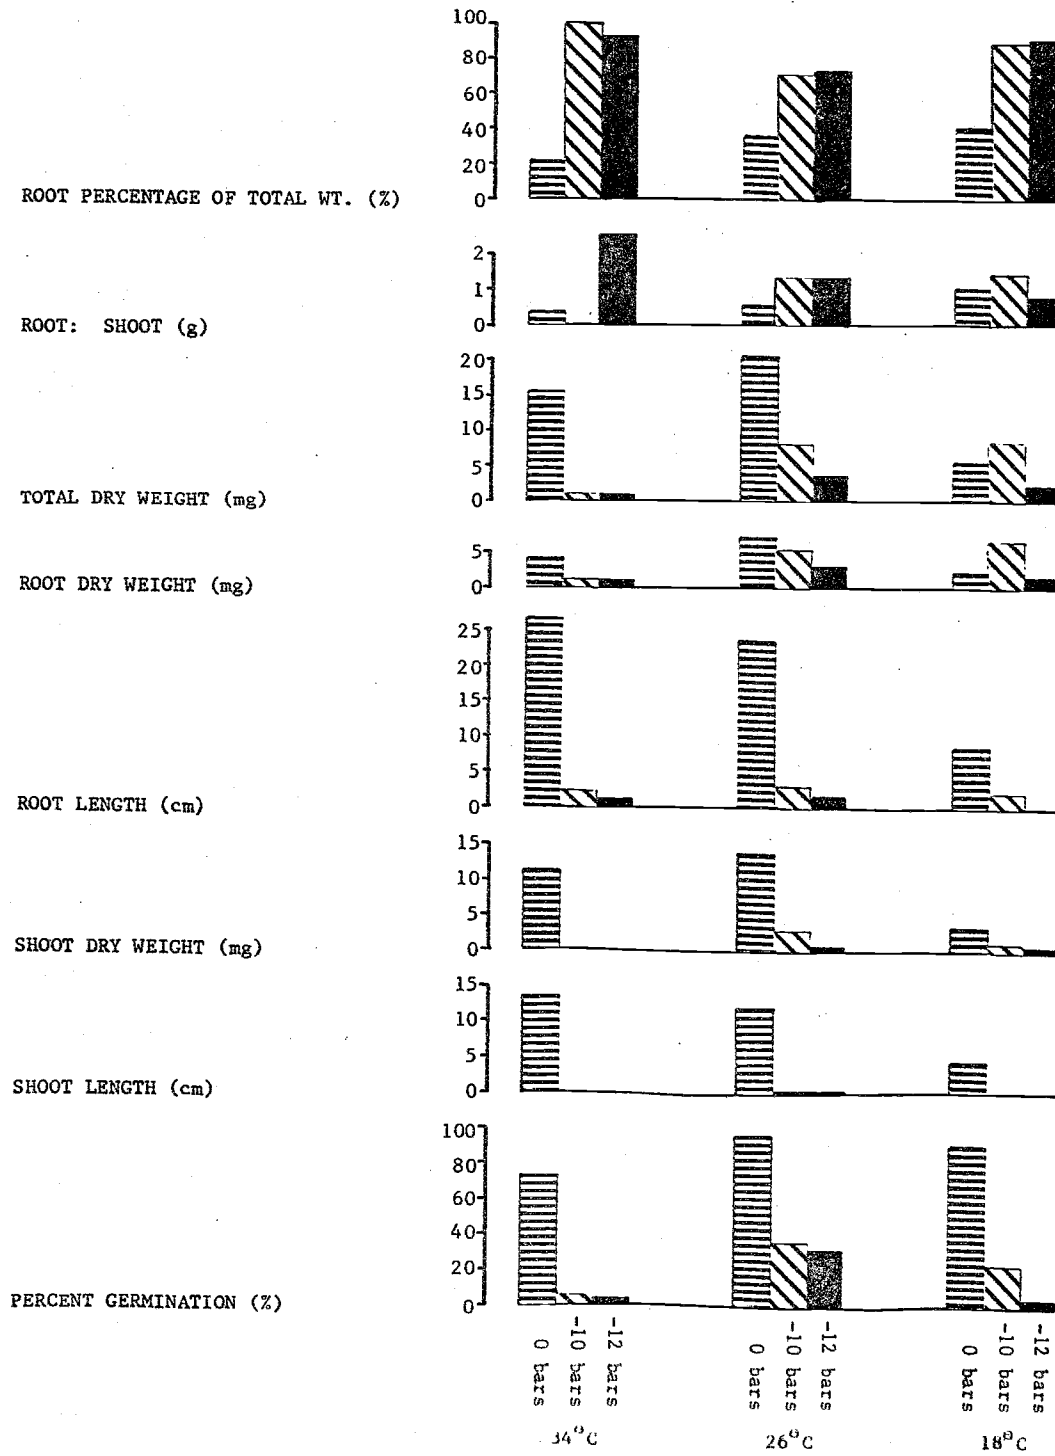 100
80
60
40
20
0
ROOT PERCENTAGE OF TOTAL WT. (%)
2
1
0
ROOT: SHOOT (g)
20
15
10
5
0
TOTAL DRY WEIGHT (mg)
5
0
ROOT DRY WEIGHT (mg)
25
20
15
10
5
0
ROOT LENGTH (cm)
15
10
5
0
SHOOT DRY WEIGHT (mg)
15
10
5
0
SHOOT LENGTH (cm)
100
80
60
40
20
0
PERCENT GERMINATION (%)
0 bars
-10 bars
-12 bars
0 bars
-10 bars
-12 bars
0 bars
-10 bars
-12 bars
34°C 26°C 18°C